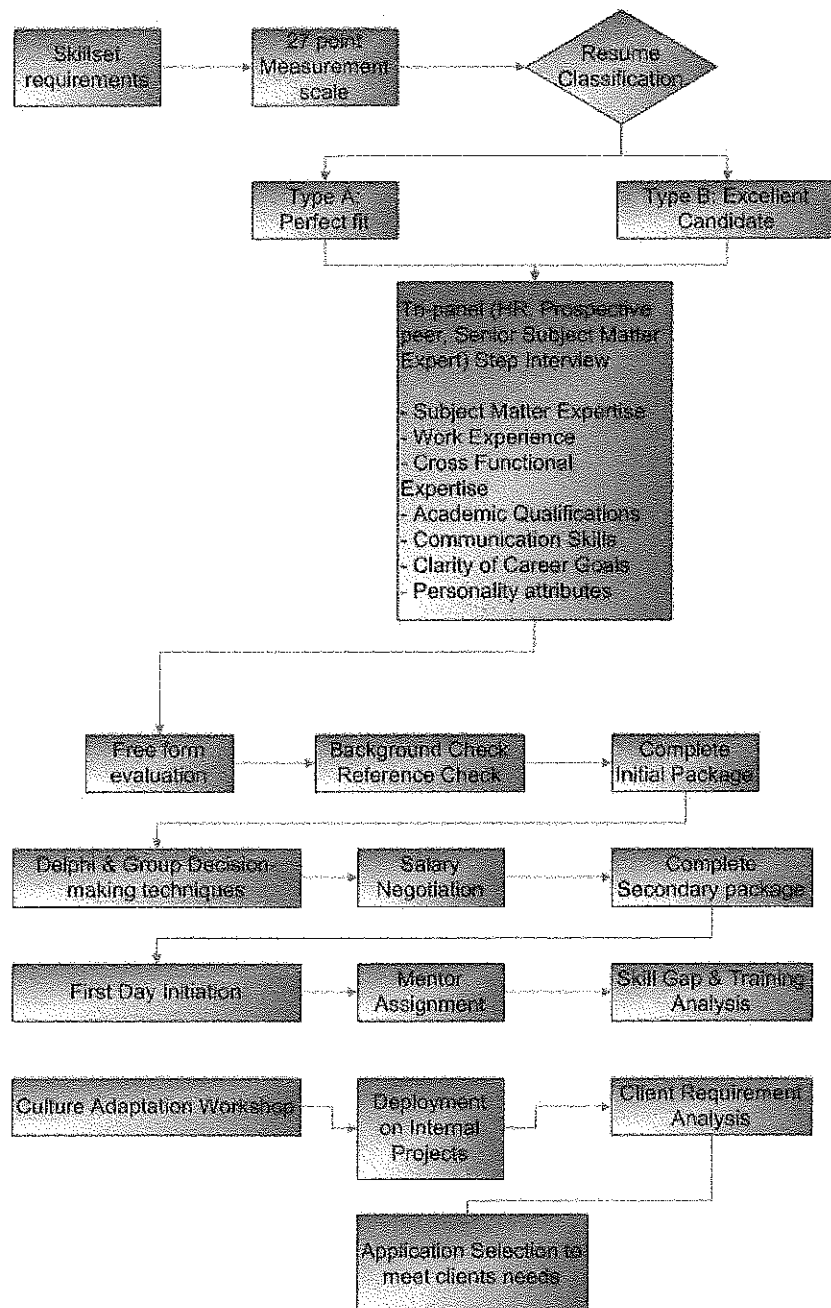 Skillset
requirements
27 point
Measurement
scale
Resume
Classification
Type A:
Perfect fit
Type B: Excellent
Candidate
Tri-panel (HR, Prospective
peer, Senior Subject Matter
Expert) Step Interview
- Subject Matter Expertise
- Work Experience
- Cross Functional
Expertise
- Academic Qualifications
- Communication Skills
- Clarity of Career Goals
- Personality attributes
Free form
evaluation
Background Check
Reference Check
Complete
Initial Package
Delphi & Group Decision
making techniques
Salary
Negotiation
Complete
Secondary package
First Day Initiation
Mentor
Assignment
Skill Gap & Training
Analysis
Culture Adaptation Workshop
Deployment
on Internal
Projects
Client Requirement
Analysis
Application Selection to
meet clients needs